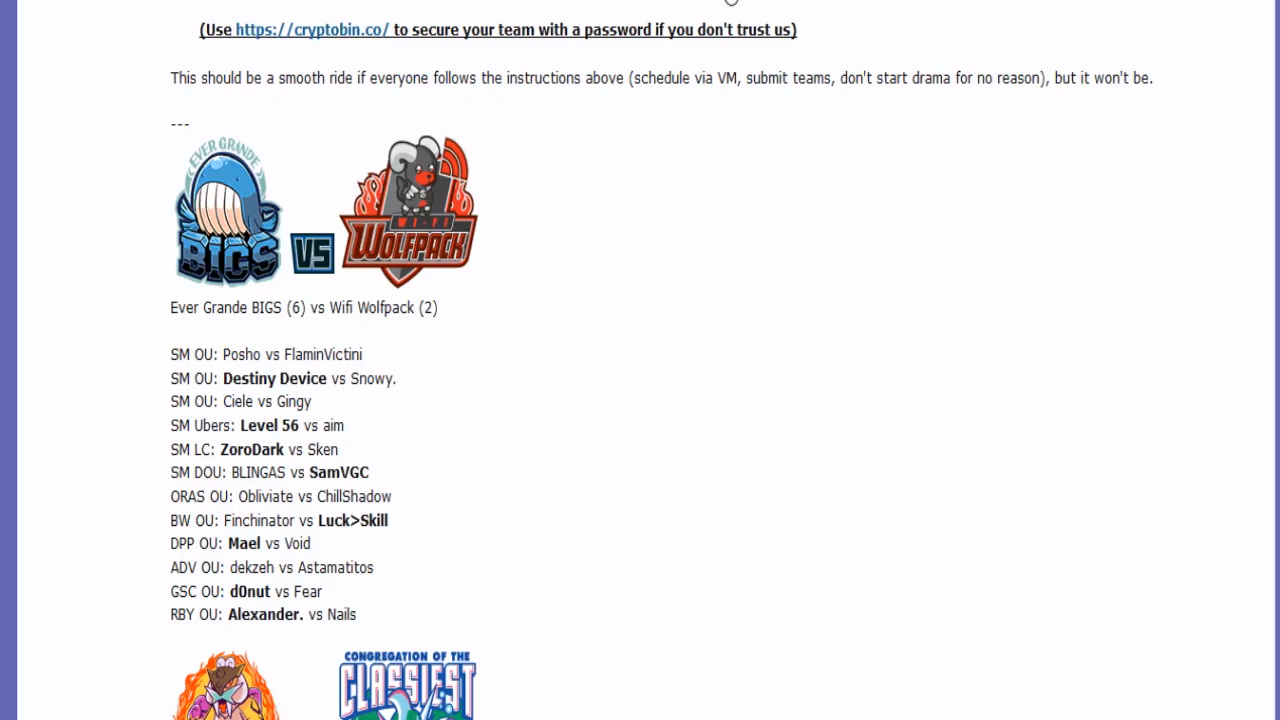 (Use https://cryptobin.co/ to secure your team with a password if you don't trust us)
This should be a smooth ride if everyone follows the instructions above (schedule via VM, submit teams, don't start drama for no reason), but it won't be.
---
EVER GRANDE
BIGS
VS
WI-FI
WOLFPACK
Ever Grande BIGS (6) vs Wifi Wolfpack (2)
SM OU: Posho vs FlaminVictini
SM OU: Destiny Device vs Snowy.
SM OU: Ciele vs Gingy
SM Ubers: Level 56 vs aim
SM LC: ZoroDark vs Sken
SM DOU: BLINGAS vs SamVGC
ORAS OU: Obliviate vs ChillShadow
BW OU: Finchinator vs Luck>Skill
DPP OU: Mael vs Void
ADV OU: dekzeh vs Astamatitos
GSC OU: d0nut vs Fear
RBY OU: Alexander. vs Nails
CONGREGATION OF THE
CLASSIEST